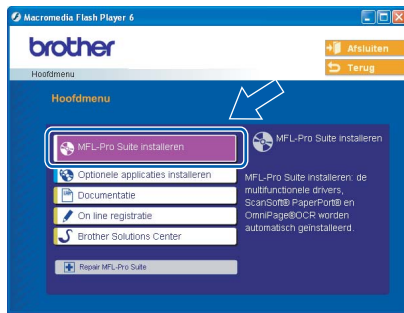 Macromedia Flash Player 6
brother
Afsluiten
Terug
Hoofdmenu
Hoofdmenu
MFL-Pro Suite installeren
Optionele applicaties installeren
Documentatie
On line registratie
Brother Solutions Center
Repair MFL-Pro Suite
MFL-Pro Suite installeren
MFL-Pro Suite installeren: de
multifunctionele drivers,
ScanSoft® PaperPort® en
OmniPage®OCR worden
automatisch geïnstalleerd.